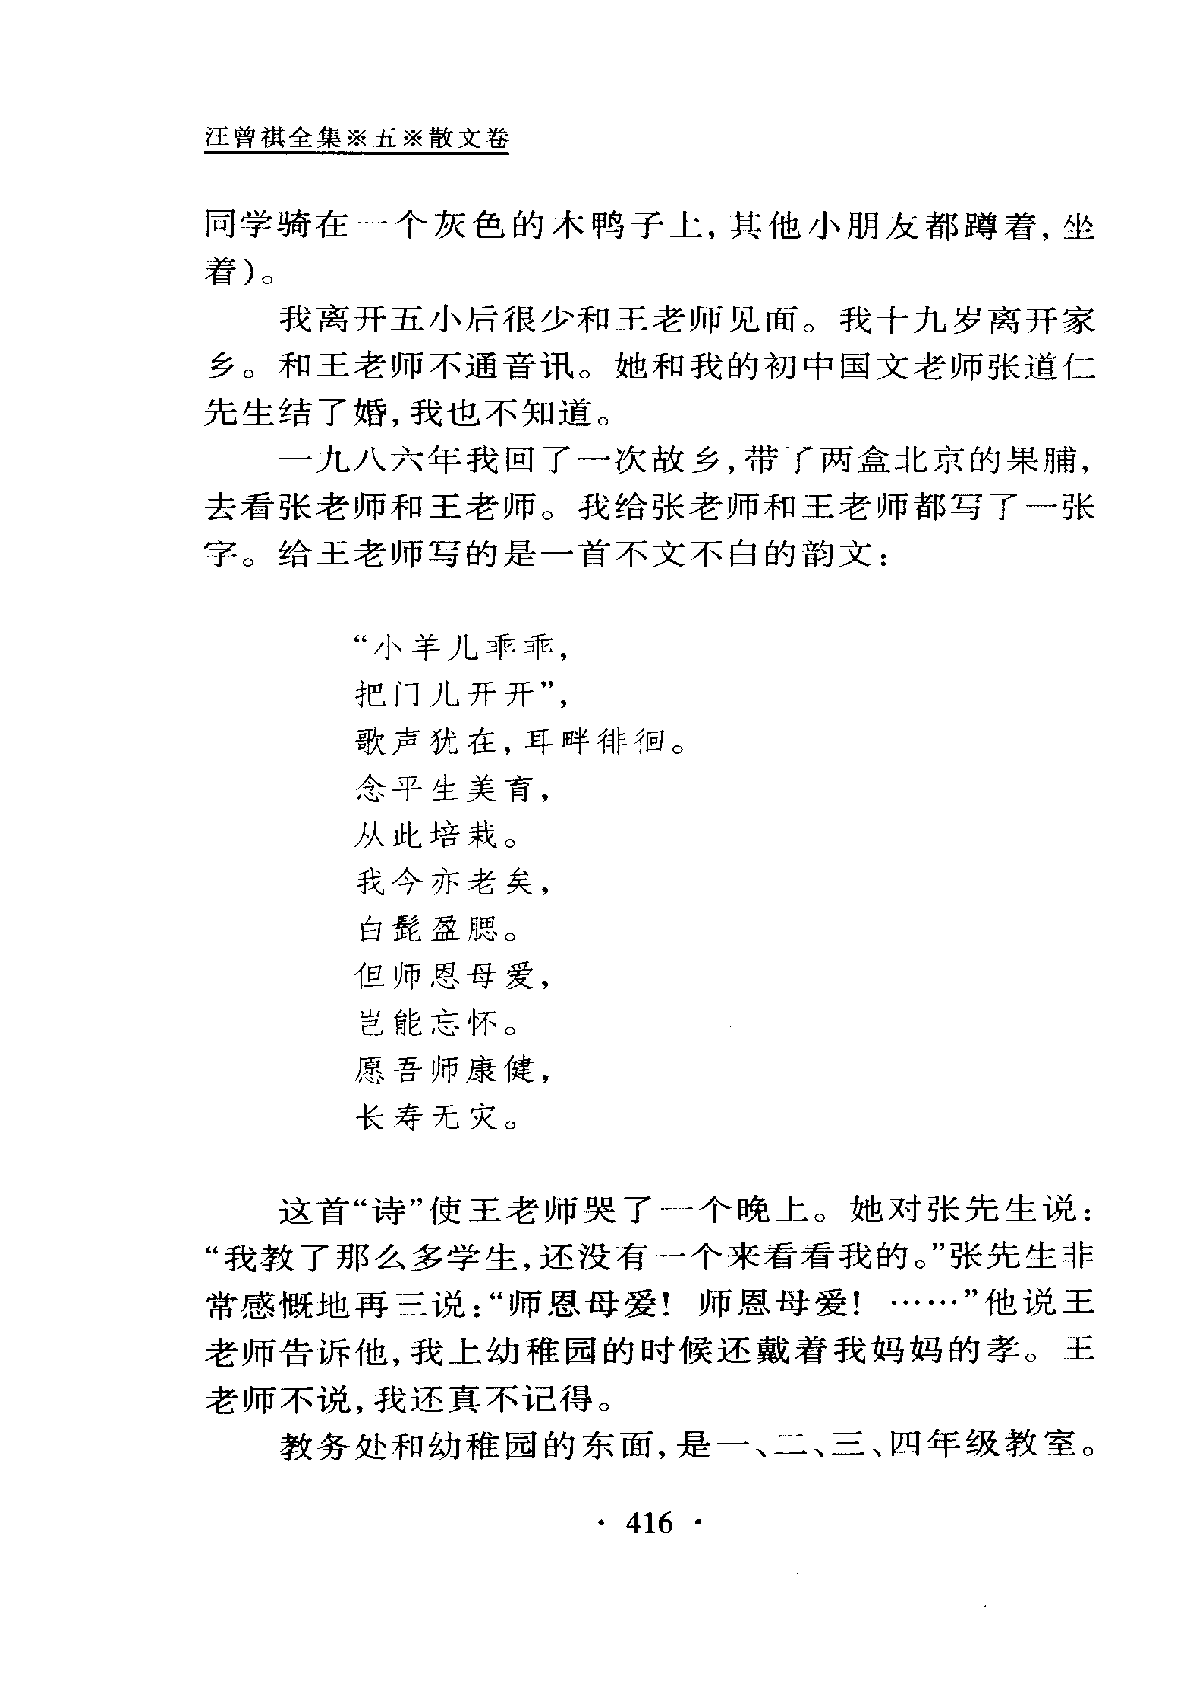 汪曾祺全集※五※散文卷
同学骑在一个灰色的木鸭子上，其他小朋友都蹲着，坐
着）。
我离开五小后很少和王老师见面。我十九岁离开家
乡。和王老师不通音讯。她和我的初中国文老师张道仁
先生结了婚，我也不知道。
一九八六年我回了一次故乡，带了两盒北京的果脯，
去看张老师和王老师。我给张老师和王老师都写了一张
字。给王老师写的是一首不文不白的韵文：
“小羊儿乖乖，
把门儿开开”，
歌声犹在，耳畔徘徊。
念平生美育，
从此培栽。
我今亦老矣，
白髭盈腮。
但师恩母爱，
岂能忘怀。
愿吾师康健，
长寿无灾。
这首“诗”使王老师哭了一个晚上。她对张先生说：
“我教了那么多学生，还没有一个来看看我的。”张先生非
常感慨地再三说：“师恩母爱！师恩母爱！……”他说王
老师告诉他，我上幼稚园的时候还戴着我妈妈的孝。王
老师不说，我还真不记得。
教务处和幼稚园的东面，是一、二、三、四年级教室。
· 416 ·